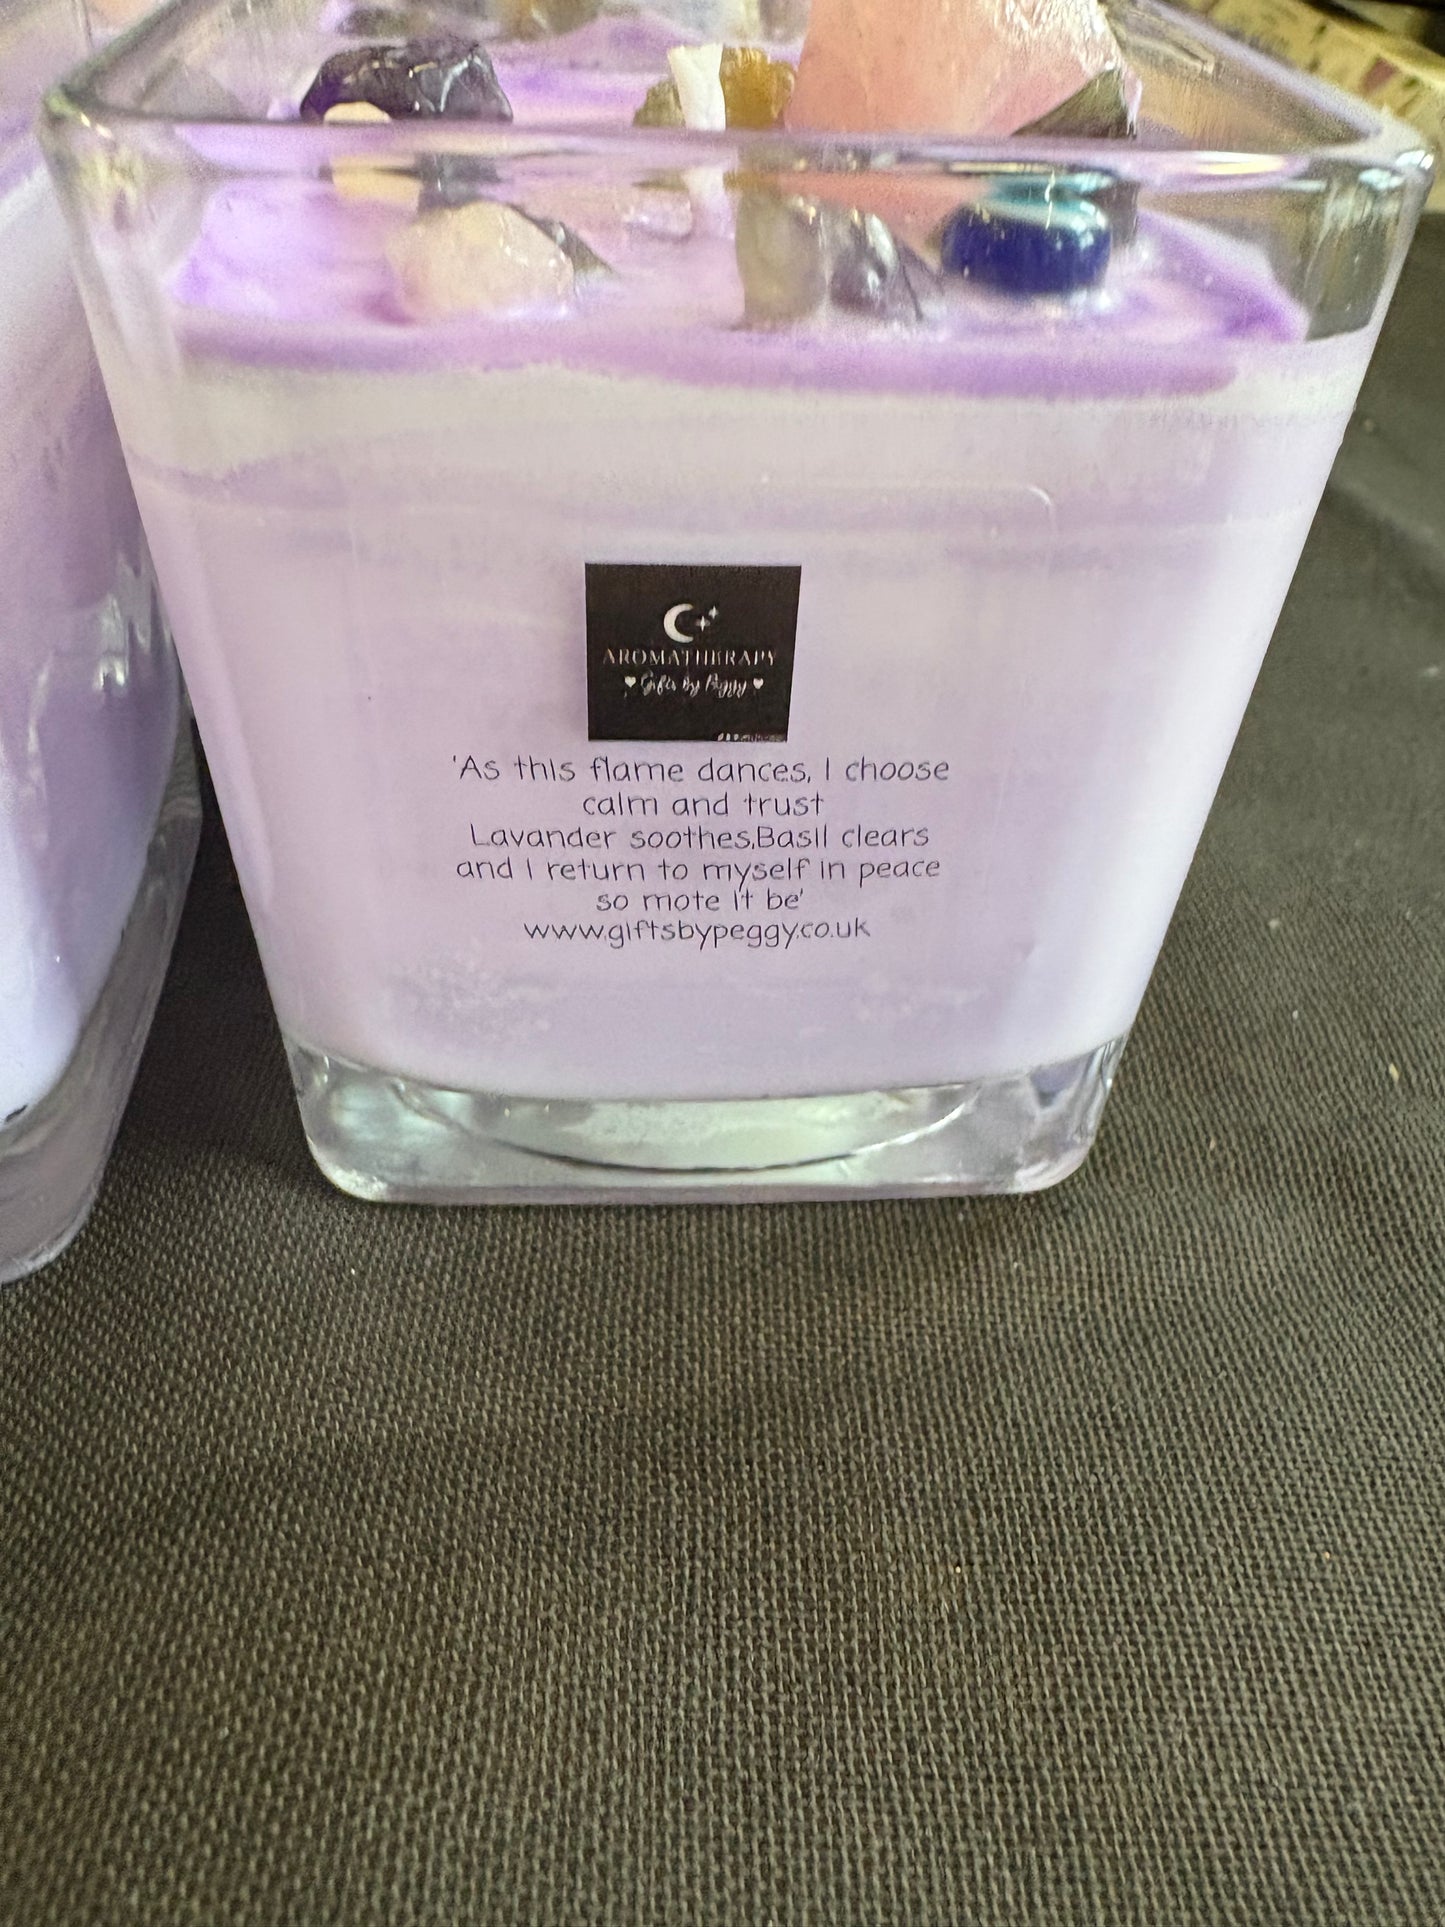 AROMATHERAPY
Gifts by Peggy
'As this flame dances, I choose
calm and trust
Lavander soothes,Basil clears
and I return to myself in peace
so mote it be'
www.giftsbypeggy.co.uk